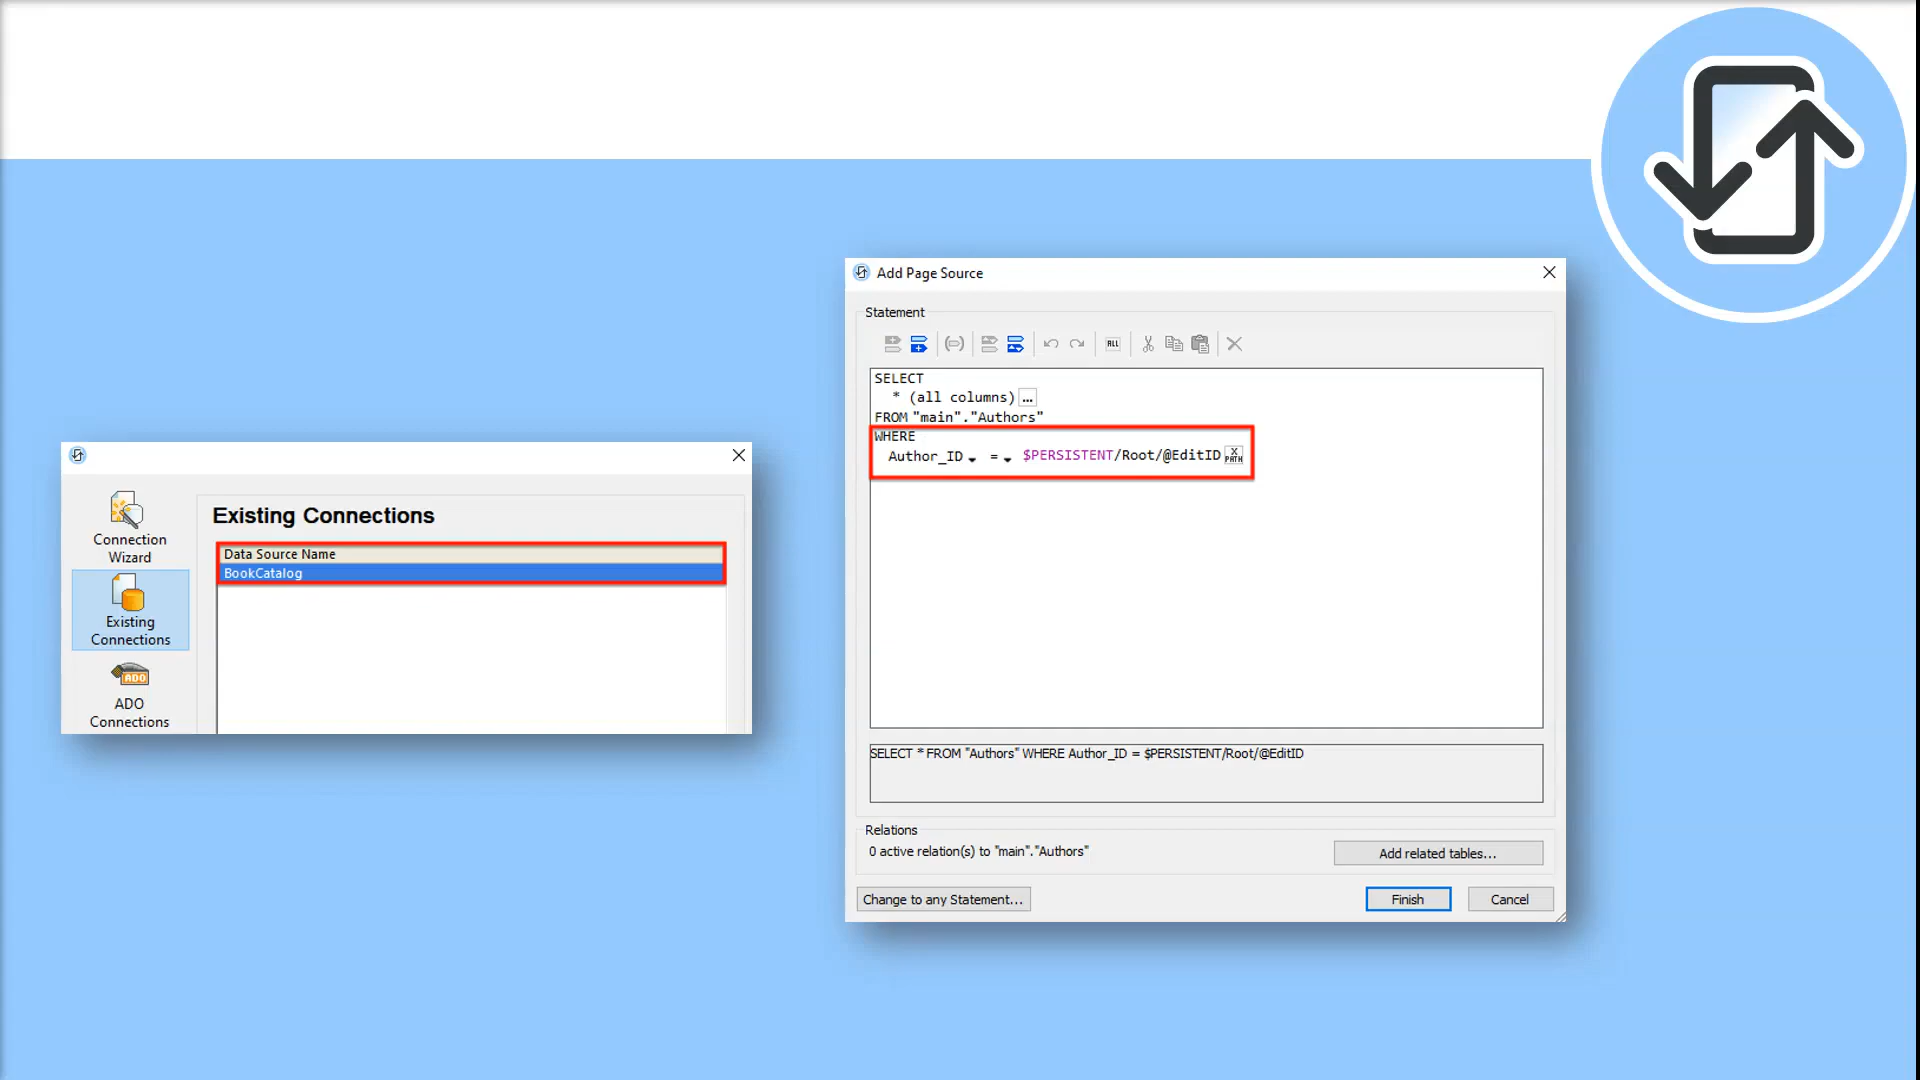 Connection
Wizard
Existing
Connections
ADO
ADO
Connections
Existing Connections
Data Source Name
BookCatalog
Add Page Source
Statement
ALL
SELECT
* (all columns) ...
FROM "main"."Authors"
WHERE
Author_ID = $PERSISTENT/Root/@EditID X PATH
SELECT * FROM "Authors" WHERE Author_ID = $PERSISTENT/Root/@EditID
Relations
0 active relation(s) to "main"."Authors"
Add related tables...
Change to any Statement...
Finish
Cancel